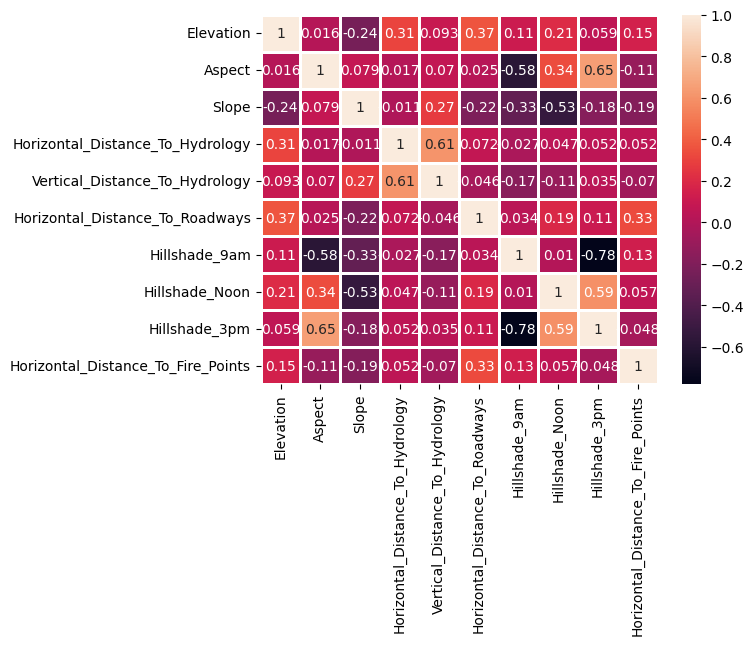 Elevation 1 0.016 -0.24 0.31 0.093 0.37 0.11 0.21 0.059 0.15
Aspect 0.016 1 0.079 0.017 0.07 0.025 -0.58 0.34 0.65 -0.11
Slope -0.24 0.079 1 0.011 0.27 -0.22 -0.33 -0.53 -0.18 -0.19
Horizontal_Distance_To_Hydrology 0.31 0.017 0.011 1 0.61 0.072 0.027 0.047 0.052 0.052
Vertical_Distance_To_Hydrology 0.093 0.07 0.27 0.61 1 -0.046 -0.17 -0.11 0.035 -0.07
Horizontal_Distance_To_Roadways 0.37 0.025 -0.22 0.072 -0.046 1 0.034 0.19 0.11 0.33
Hillshade_9am 0.11 -0.58 -0.33 -0.027 -0.17 0.034 1 0.01 -0.78 0.13
Hillshade_Noon 0.21 0.34 -0.53 0.047 -0.11 0.19 0.01 1 0.59 0.057
Hillshade_3pm 0.059 0.65 -0.18 0.052 0.035 0.11 -0.78 0.59 1 -0.048
Horizontal_Distance_To_Fire_Points 0.15 -0.11 -0.19 0.052 -0.07 0.33 0.13 0.057 -0.048 1
Elevation
Aspect
Slope
Horizontal_Distance_To_Hydrology
Vertical_Distance_To_Hydrology
Horizontal_Distance_To_Roadways
Hillshade_9am
Hillshade_Noon
Hillshade_3pm
Horizontal_Distance_To_Fire_Points
1.0
0.8
0.6
0.4
0.2
0.0
−0.2
−0.4
−0.6